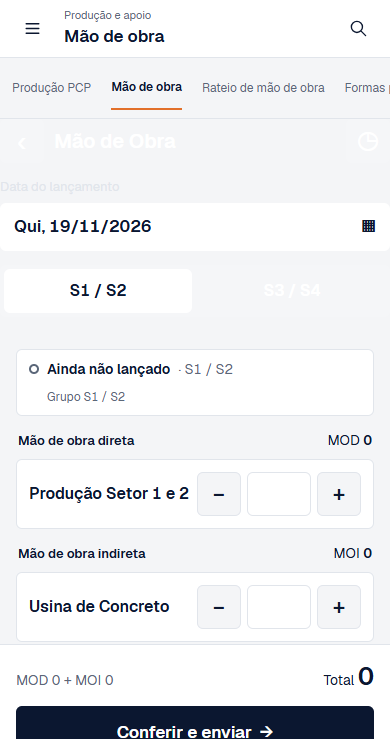 Produção e apoio
Mão de obra
Produção PCP Mão de obra Rateio de mão de obra Formas
Mão de Obra
Data do lançamento
Qui, 19/11/2026
S1 / S2 S3 / S4
Ainda não lançado · S1 / S2
Grupo S1 / S2
Mão de obra direta MOD 0
Produção Setor 1 e 2 − +
Mão de obra indireta MOI 0
Usina de Concreto − +
MOD 0 + MOI 0 Total 0
Conferir e enviar →